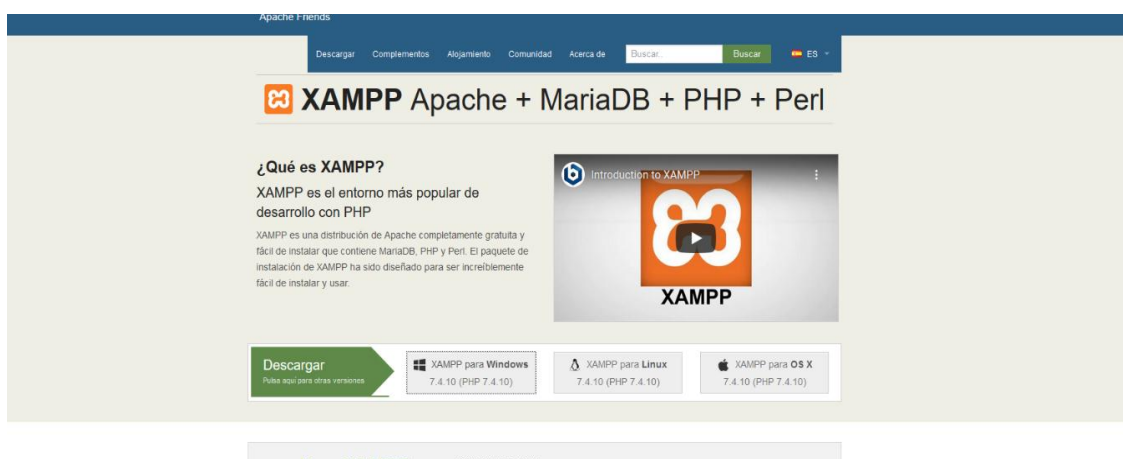 Apache Friends
Descargar Complementos Alojamiento Comunidad Acerca de Buscar... Buscar ES
XAMPP Apache + MariaDB + PHP + Perl
¿Qué es XAMPP?
XAMPP es el entorno más popular de
desarrollo con PHP
XAMPP es una distribución de Apache completamente gratuita y
fácil de instalar que contiene MariaDB, PHP y Perl. El paquete de
instalación de XAMPP ha sido diseñado para ser increíblemente
fácil de instalar y usar.
Introduction to XAMPP
XAMPP
Descargar
Pulsa aquí para otras versiones
XAMPP para Windows
7.4.10 (PHP 7.4.10)
XAMPP para Linux
7.4.10 (PHP 7.4.10)
XAMPP para OS X
7.4.10 (PHP 7.4.10)